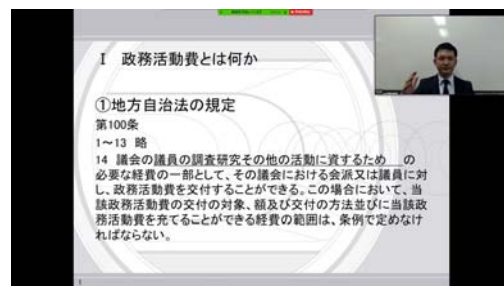 Ⅰ 政務活動費とは何か
①地方自治法の規定
第100条
1～13 略
14 議会の議員の調査研究その他の活動に資するため の
必要な経費の一部として、その議会における会派又は議員に対
し、政務活動費を交付することができる。この場合において、当
該政務活動費の交付の対象、額及び交付の方法並びに当該政
務活動費を充てることができる経費の範囲は、条例で定めなけ
ればならない。